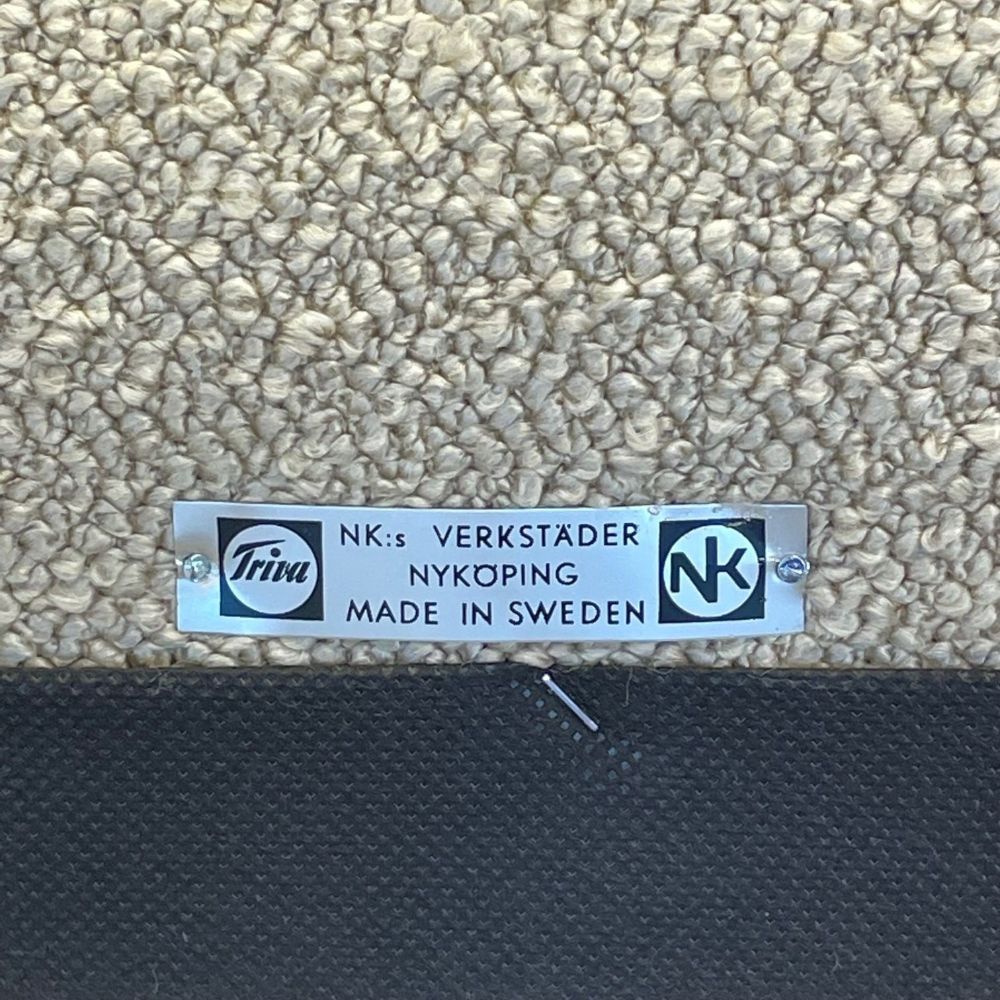 Triva
NK:s VERKSTÄDER
NYKÖPING
MADE IN SWEDEN
NK